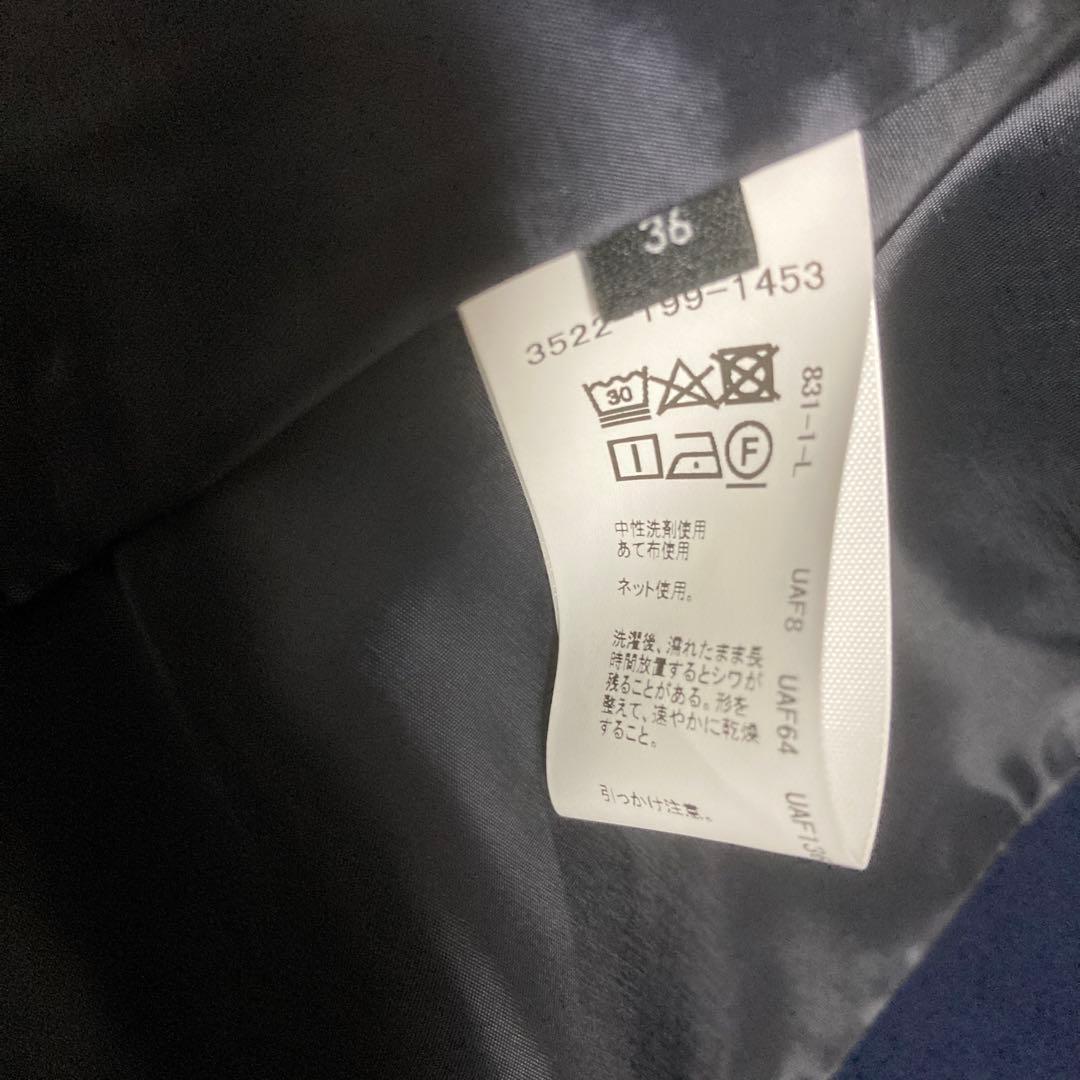 36
3522-199-1453
30
F
831-1-L
中性洗剤使用
あて布使用
ネット使用。
洗濯後、濡れたまま長
時間放置するとシワが
残ることがある。形を
整えて、速やかに乾燥
すること。
引っかけ注意。
UAF8 UAF64